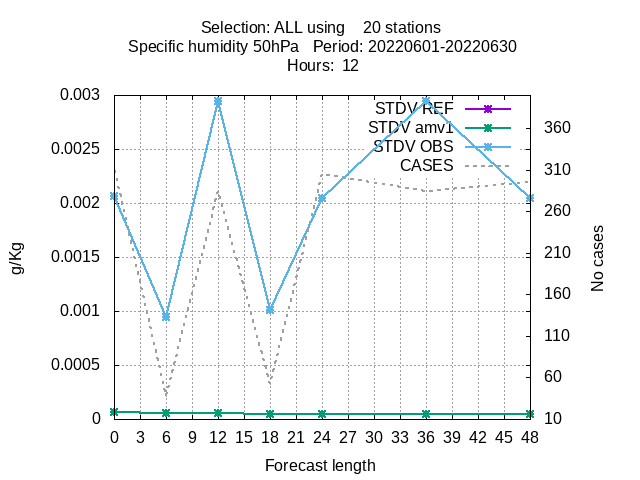 Selection: ALL using 20 stations
Specific humidity 50hPa Period: 20220601-20220630
Hours: 12
STDV REF
STDV amv1
STDV OBS
CASES
0.003
0.0025
0.002
0.0015
0.001
0.0005
0
360
310
260
210
160
110
60
10
g/Kg
No cases
0 3 6 9 12 15 18 21 24 27 30 33 36 39 42 45 48
Forecast length